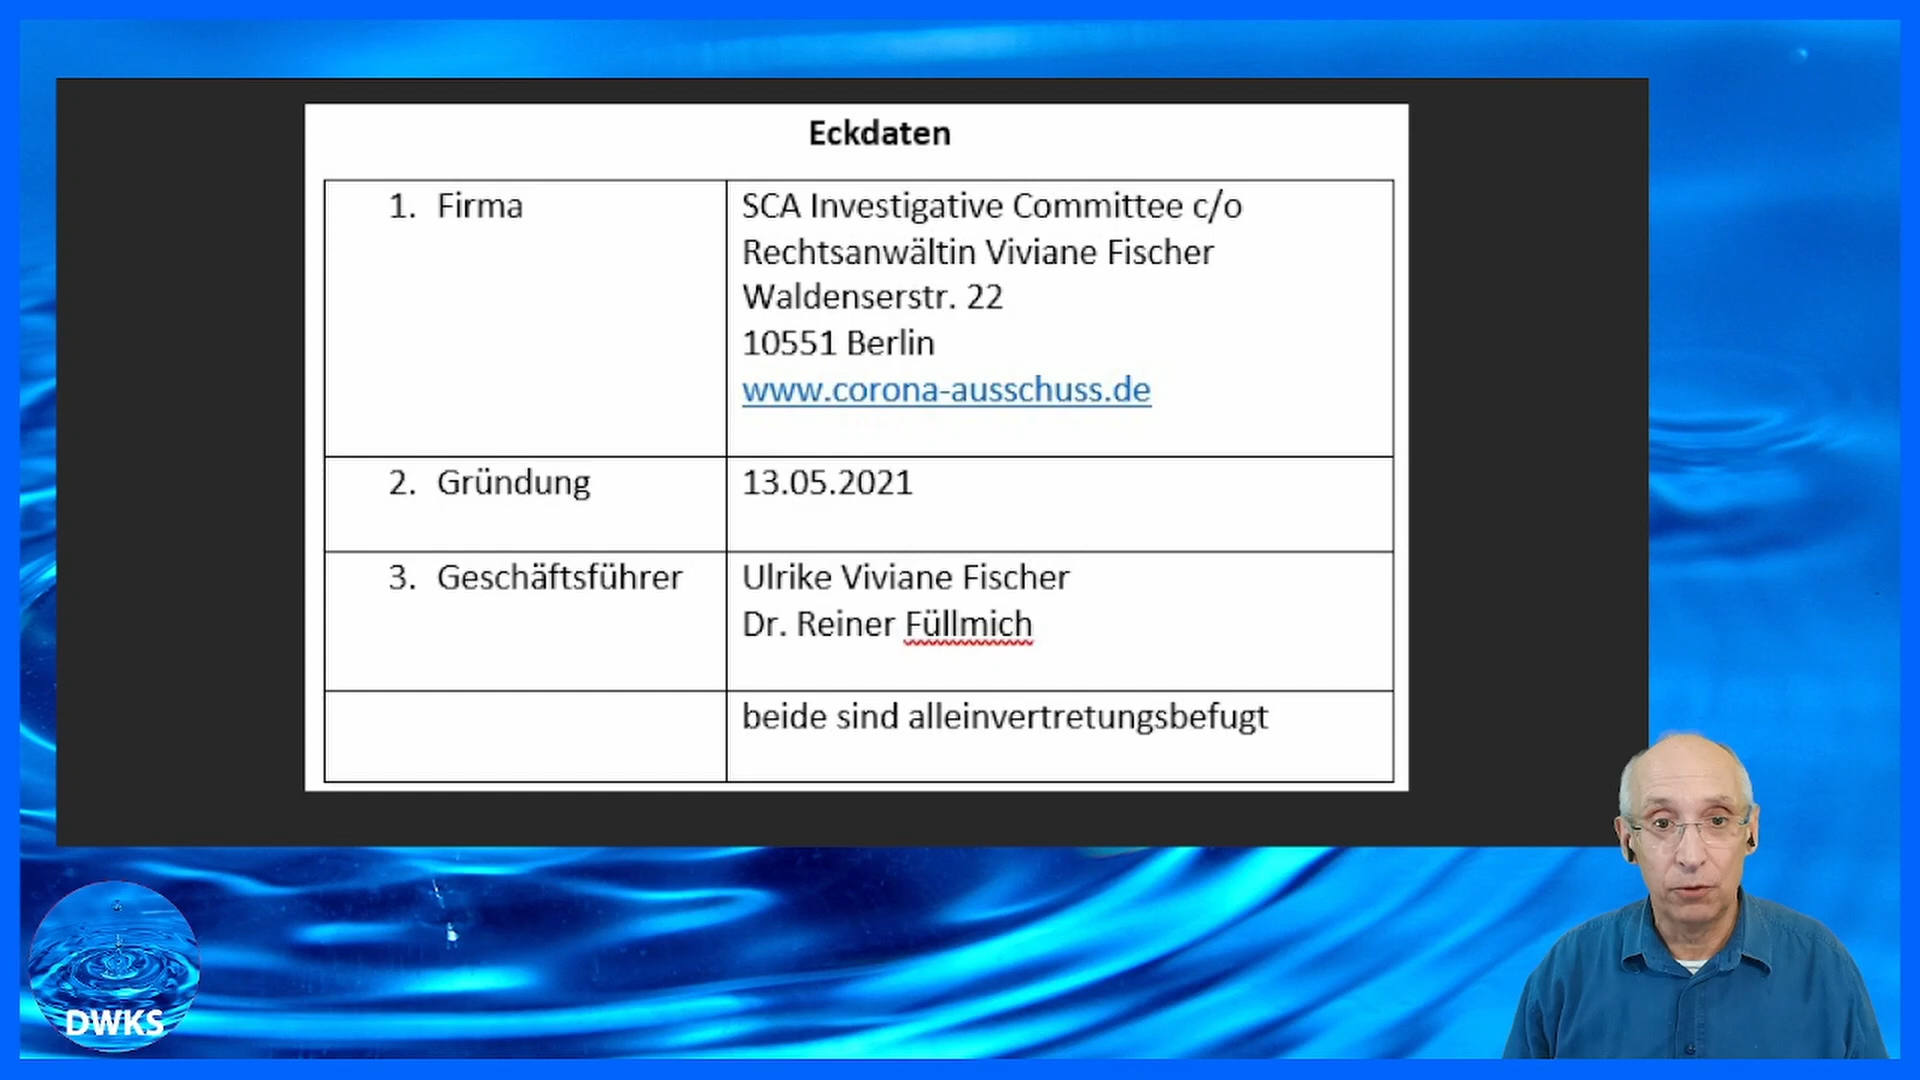 Eckdaten
1. Firma
SCA Investigative Committee c/o
Rechtsanwältin Viviane Fischer
Waldenserstr. 22
10551 Berlin
www.corona-ausschuss.de
2. Gründung
13.05.2021
3. Geschäftsführer
Ulrike Viviane Fischer
Dr. Reiner Füllmich
beide sind alleinvertretungsbefugt
DWKS